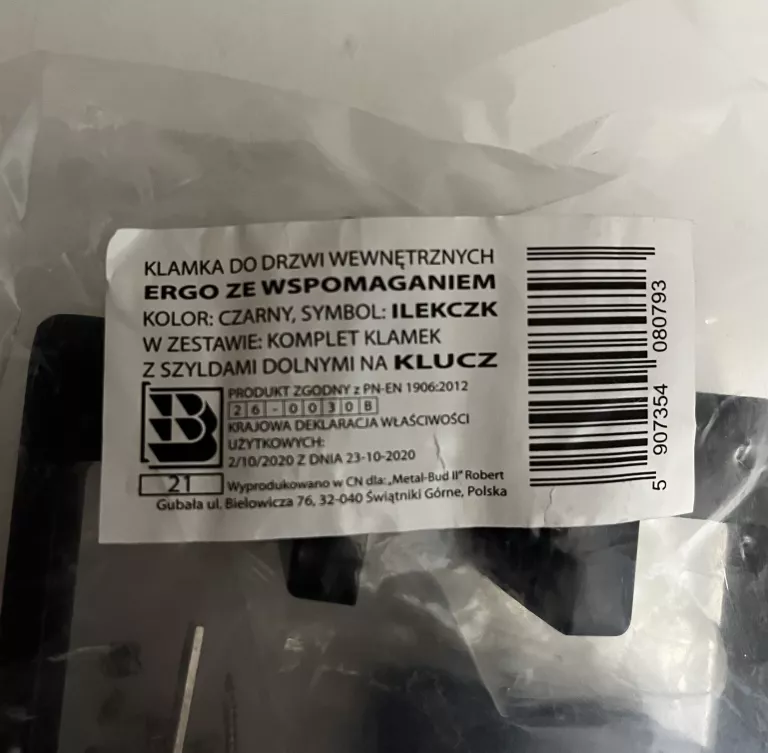 KLAMKA DO DRZWI WEWNĘTRZNYCH
ERGO ZE WSPOMAGANIEM
KOLOR: CZARNY, SYMBOL: ILEKCZK
W ZESTAWIE: KOMPLET KLAMEK
Z SZYLDAMI DOLNYMI NA KLUCZ
B
PRODUKT ZGODNY z PN-EN 1906:2012
26-0030B
KRAJOWA DEKLARACJA WŁAŚCIWOŚCI
UŻYTKOWYCH:
2/10/2020 Z DNIA 23-10-2020
21
Wyprodukowano w CN dla: „Metal-Bud II" Robert
Gubała ul. Bielowicza 76, 32-040 Świątniki Górne, Polska
5 907354 080793